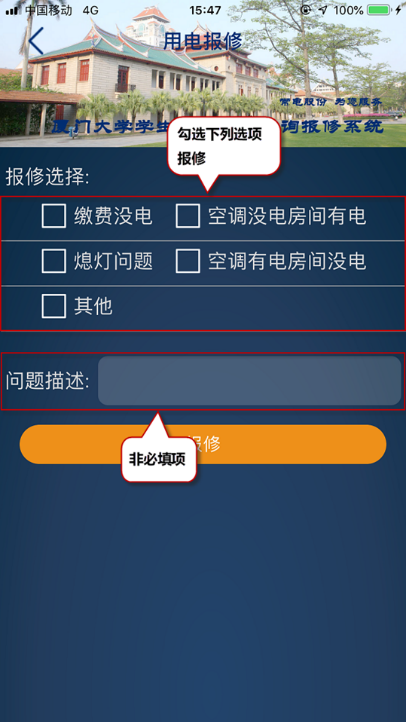 中国移动 4G 15:47 100%
用电报修
常电股份 为您服务
厦门大学学生 询报修系统
勾选下列选项
报修
报修选择:
缴费没电 空调没电房间有电
熄灯问题 空调有电房间没电
其他
问题描述:
报修
非必填项